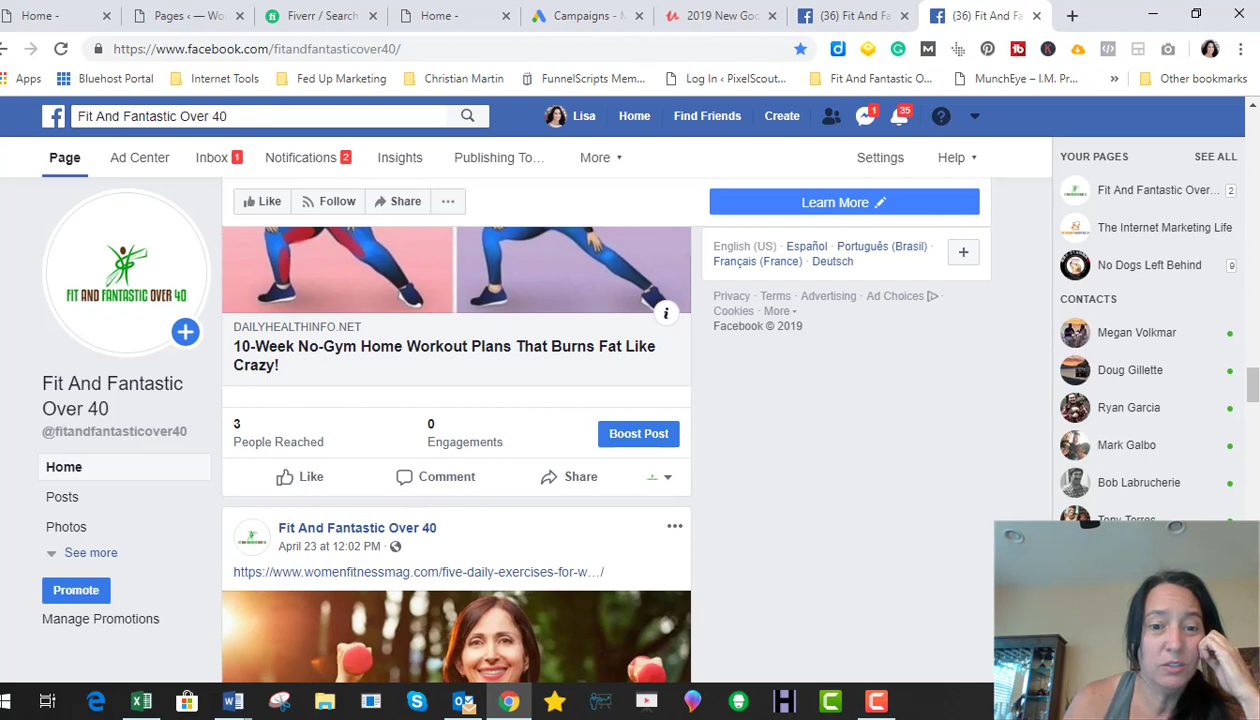 Home -
Pages ‹— Wo
Fiverr / Search
Home -
Campaigns - M
2019 New Goo
(36) Fit And Fa
(36) Fit And Fa
https://www.facebook.com/fitandfantasticover40/
Apps
Bluehost Portal
Internet Tools
Fed Up Marketing
Christian Martin
FunnelScripts Mem...
Log In ‹ PixelScout...
Fit And Fantastic O...
MunchEye – I.M. Pr...
»
Other bookmarks
Fit And Fantastic Over 40
Lisa
Home
Find Friends
Create
1
35
Page
Ad Center
Inbox 1
Notifications 2
Insights
Publishing To...
More
Settings
Help
YOUR PAGES
SEE ALL
Fit And Fantastic Over... 2
The Internet Marketing Life
No Dogs Left Behind 9
CONTACTS
Megan Volkmar
Doug Gillette
Ryan Garcia
Mark Galbo
Bob Labrucherie
Tony Torres
FIT AND FANTASTIC OVER 40
Fit And Fantastic
Over 40
@fitandfantasticover40
Home
Posts
Photos
See more
Promote
Manage Promotions
Like
Follow
Share
...
Learn More
English (US) · Español · Português (Brasil) ·
Français (France) · Deutsch
Privacy · Terms · Advertising · Ad Choices ·
Cookies · More
Facebook © 2019
DAILYHEALTHINFO.NET
10-Week No-Gym Home Workout Plans That Burns Fat Like
Crazy!
3
People Reached
0
Engagements
Boost Post
Like
Comment
Share
Fit And Fantastic Over 40
April 23 at 12:02 PM ·
https://www.womenfitnessmag.com/five-daily-exercises-for-w.../